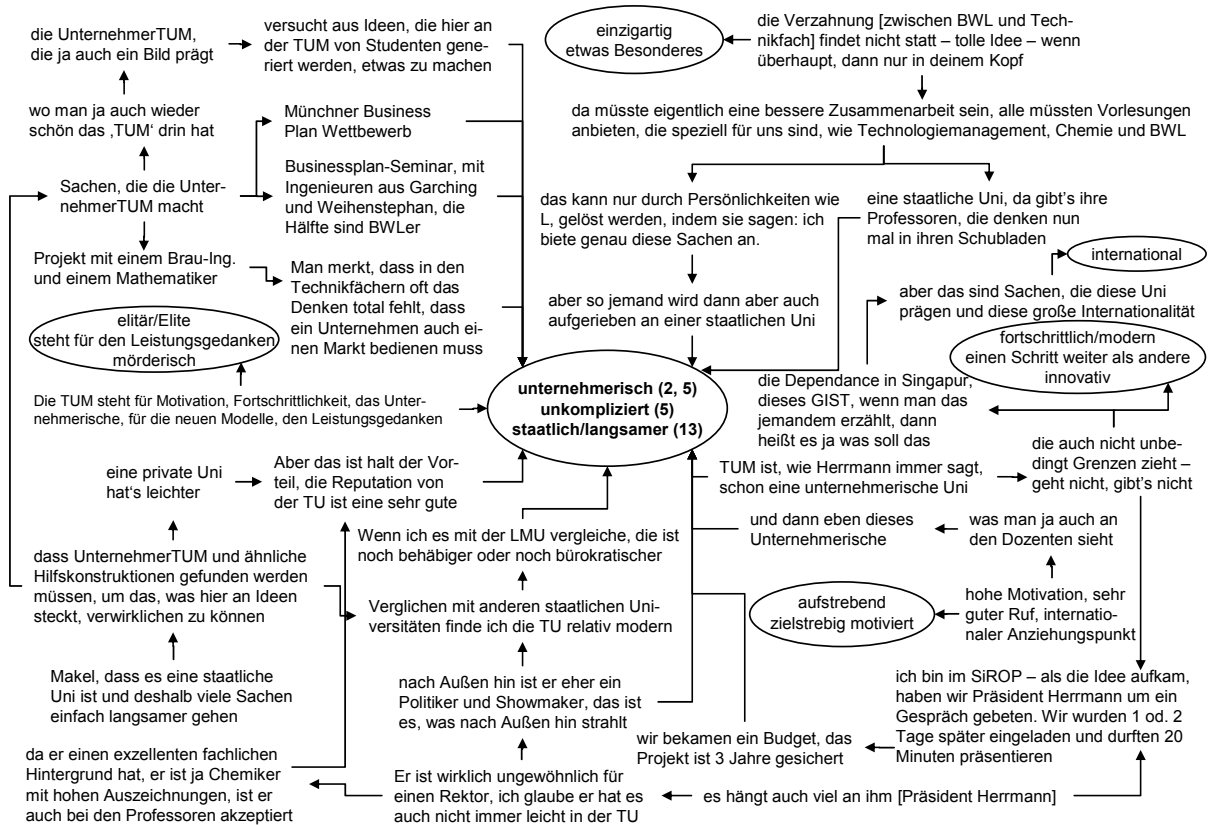 die UnternehmerTUM,
die ja auch ein Bild prägt
versucht aus Ideen, die hier an
der TUM von Studenten gene-
riert werden, etwas zu machen
einzigartig
etwas Besonderes
die Verzahnung [zwischen BWL und Tech-
nikfach] findet nicht statt – tolle Idee – wenn
überhaupt, dann nur in deinem Kopf
wo man ja auch wieder
schön das ‚TUM‘ drin hat
Münchner Business
Plan Wettbewerb
da müsste eigentlich eine bessere Zusammenarbeit sein, alle müssten Vorlesungen
anbieten, die speziell für uns sind, wie Technologiemanagement, Chemie und BWL
Sachen, die die Unter-
nehmerTUM macht
Businessplan-Seminar, mit
Ingenieuren aus Garching
und Weihenstephan, die
Hälfte sind BWLer
das kann nur durch Persönlichkeiten wie
L, gelöst werden, indem sie sagen: ich
biete genau diese Sachen an.
eine staatliche Uni, da gibt's ihre
Professoren, die denken nun
mal in ihren Schubladen
Projekt mit einem Brau-Ing.
und einem Mathematiker
Man merkt, dass in den
Technikfächern oft das
Denken total fehlt, dass
ein Unternehmen auch ei-
nen Markt bedienen muss
international
aber so jemand wird dann aber auch
aufgerieben an einer staatlichen Uni
aber das sind Sachen, die diese Uni
prägen und diese große Internationalität
elitär/Elite
steht für den Leistungsgedanken
mörderisch
fortschrittlich/modern
einen Schritt weiter als andere
innovativ
Die TUM steht für Motivation, Fortschrittlichkeit, das Unter-
nehmerische, für die neuen Modelle, den Leistungsgedanken
unternehmerisch (2, 5)
unkompliziert (5)
staatlich/langsamer (13)
die Dependance in Singapur,
dieses GIST, wenn man das
jemandem erzählt, dann
heißt es ja was soll das
eine private Uni
hat's leichter
Aber das ist halt der Vor-
teil, die Reputation von
der TU ist eine sehr gute
TUM ist, wie Herrmann immer sagt,
schon eine unternehmerische Uni
die auch nicht unbe-
dingt Grenzen zieht –
geht nicht, gibt's nicht
Wenn ich es mit der LMU vergleiche, die ist
noch behäbiger oder noch bürokratischer
und dann eben dieses
Unternehmerische
was man ja auch an
den Dozenten sieht
dass UnternehmerTUM und ähnliche
Hilfskonstruktionen gefunden werden
müssen, um das, was hier an Ideen
steckt, verwirklichen zu können
Verglichen mit anderen staatlichen Uni-
versitäten finde ich die TU relativ modern
aufstrebend
zielstrebig motiviert
hohe Motivation, sehr
guter Ruf, internatio-
naler Anziehungspunkt
Makel, dass es eine staatliche
Uni ist und deshalb viele Sachen
einfach langsamer gehen
nach Außen hin ist er eher ein
Politiker und Showmaker, das ist
es, was nach Außen hin strahlt
ich bin im SiROP – als die Idee aufkam,
haben wir Präsident Herrmann um ein
Gespräch gebeten. Wir wurden 1 od. 2
Tage später eingeladen und durften 20
Minuten präsentieren
wir bekamen ein Budget, das
Projekt ist 3 Jahre gesichert
da er einen exzellenten fachlichen
Hintergrund hat, er ist ja Chemiker
mit hohen Auszeichnungen, ist er
auch bei den Professoren akzeptiert
Er ist wirklich ungewöhnlich für
einen Rektor, ich glaube er hat es
auch nicht immer leicht in der TU
es hängt auch viel an ihm [Präsident Herrmann]